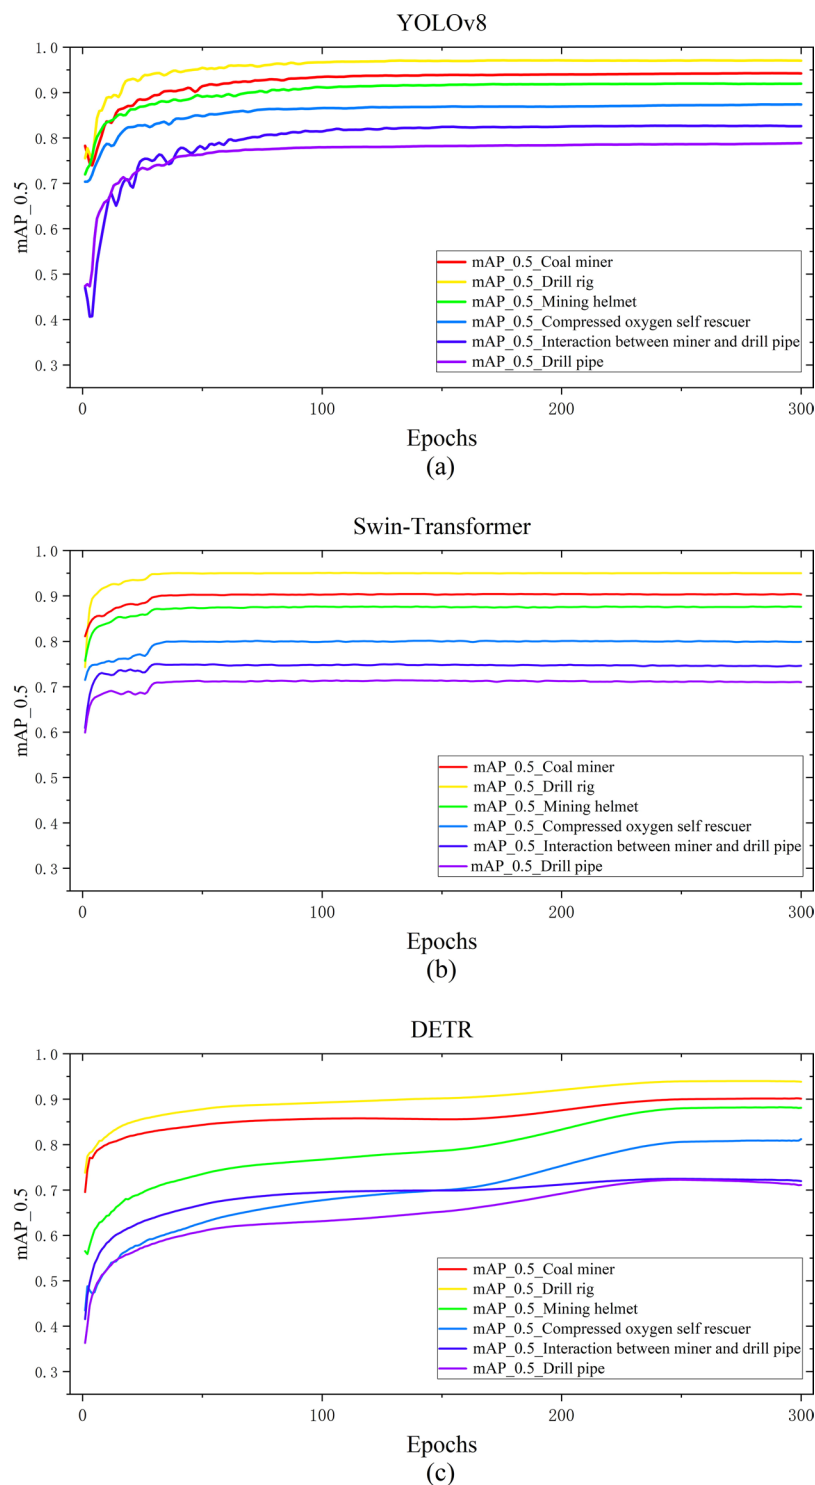 YOLOv8
1.0
0.9
0.8
0.7
0.6
0.5
0.4
0.3
mAP_0.5
mAP_0.5_Coal miner
mAP_0.5_Drill rig
mAP_0.5_Mining helmet
mAP_0.5_Compressed oxygen self rescuer
mAP_0.5_Interaction between miner and drill pipe
mAP_0.5_Drill pipe
0 100 200 300
Epochs
(a)
Swin-Transformer
1.0
0.9
0.8
0.7
0.6
0.5
0.4
0.3
mAP_0.5
mAP_0.5_Coal miner
mAP_0.5_Drill rig
mAP_0.5_Mining helmet
mAP_0.5_Compressed oxygen self rescuer
mAP_0.5_Interaction between miner and drill pipe
mAP_0.5_Drill pipe
0 100 200 300
Epochs
(b)
DETR
1.0
0.9
0.8
0.7
0.6
0.5
0.4
0.3
mAP_0.5
mAP_0.5_Coal miner
mAP_0.5_Drill rig
mAP_0.5_Mining helmet
mAP_0.5_Compressed oxygen self rescuer
mAP_0.5_Interaction between miner and drill pipe
mAP_0.5_Drill pipe
0 100 200 300
Epochs
(c)